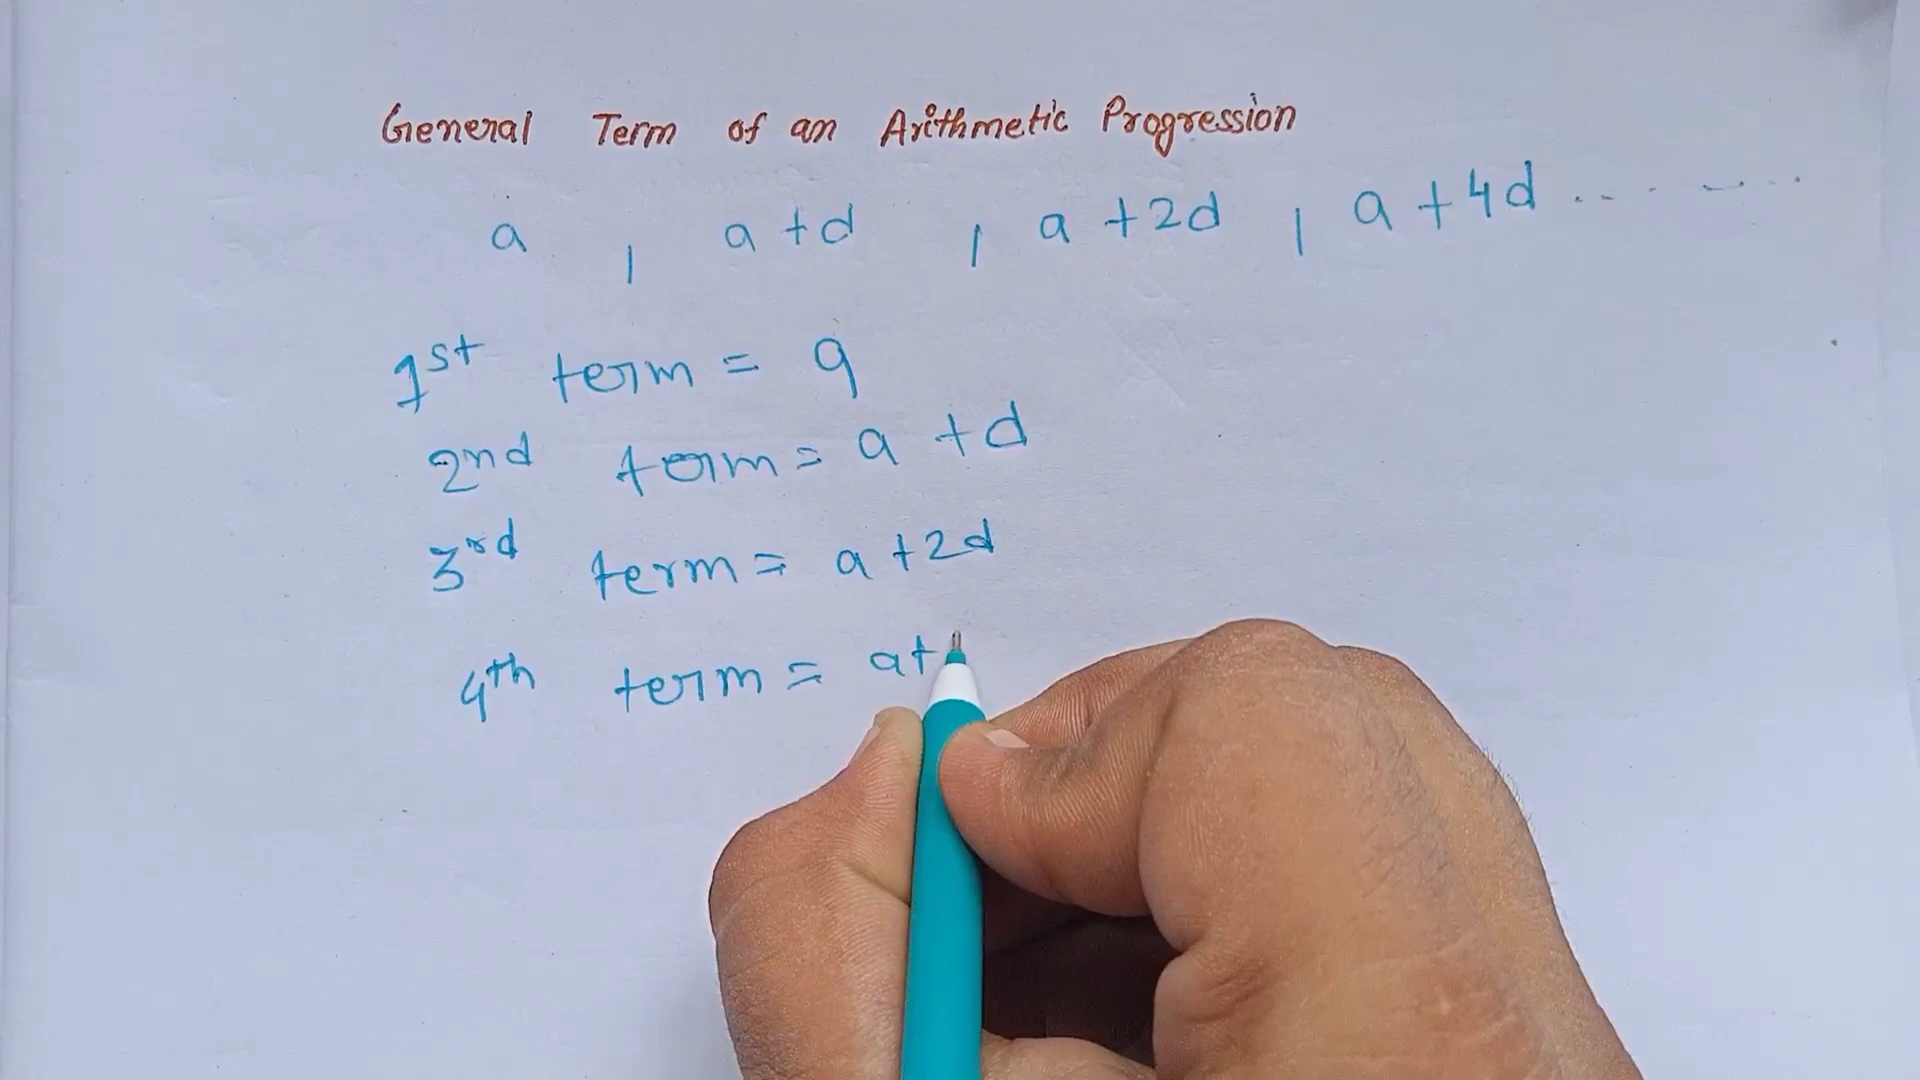 General Term of an Arithmetic Progression
a , a + d , a + 2d , a + 4d .. . . - . .
1st term = a
2nd term = a + d
3rd term = a + 2d
4th term = a+